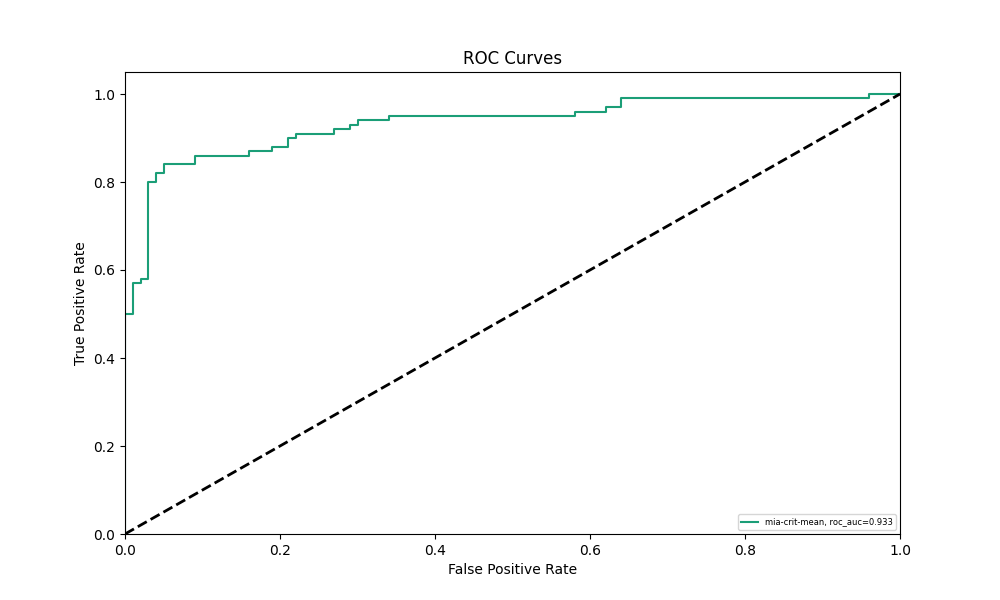 ROC Curves
1.0
0.8
0.6
0.4
0.2
0.0
True Positive Rate
mia-crit-mean, roc_auc=0.933
0.0 0.2 0.4 0.6 0.8 1.0
False Positive Rate